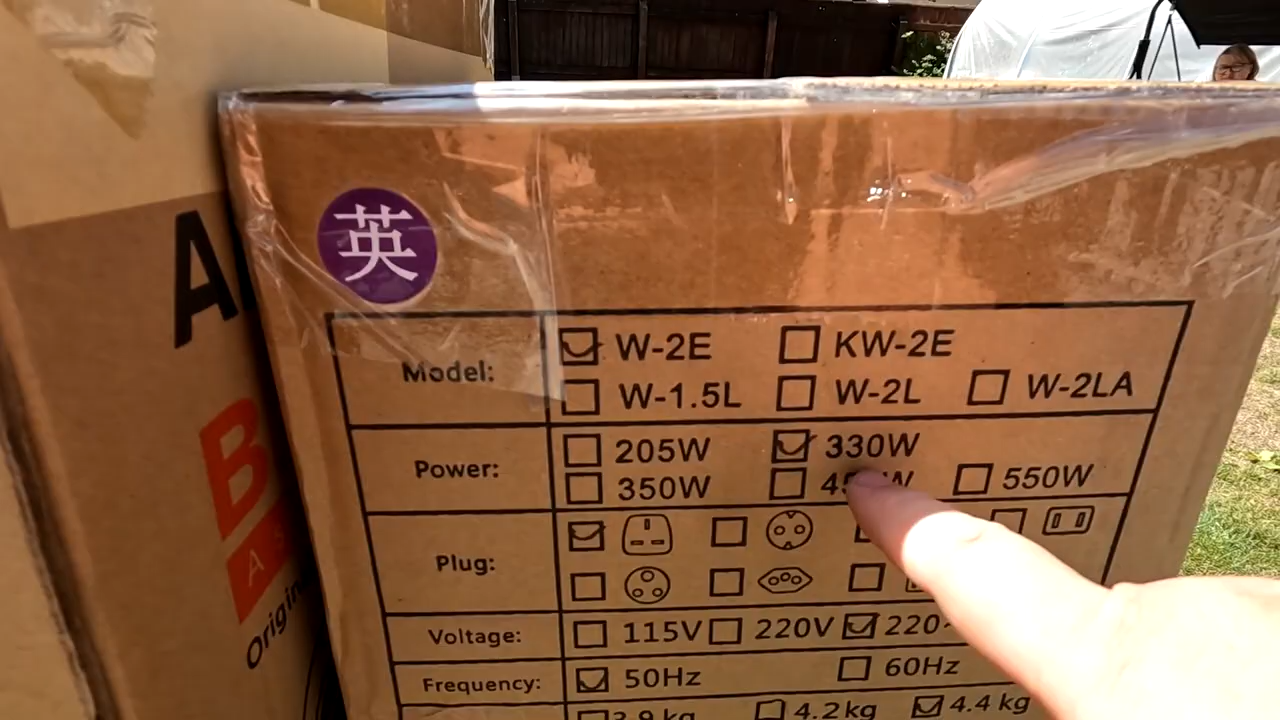 英
Model:
W-2E KW-2E
W-1.5L W-2L W-2LA
Power:
205W 330W
350W 550W
Plug:
Voltage:
115V 220V
Frequency:
50Hz 60Hz
4.2kg 4.4kg
B